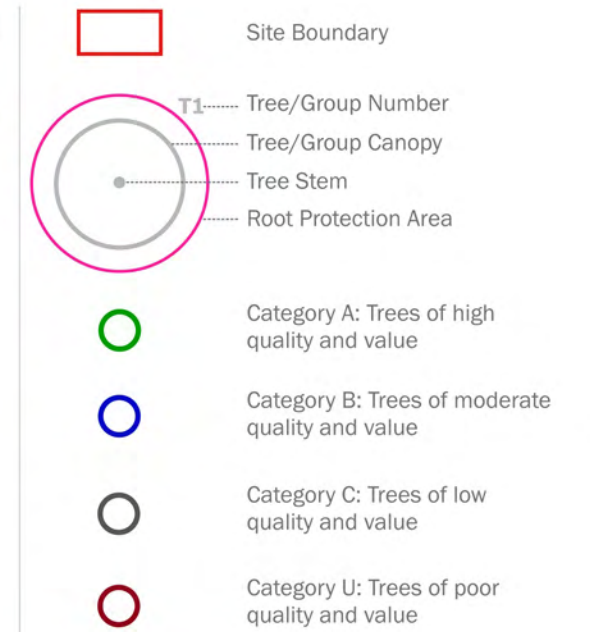 Site Boundary
T1
Tree/Group Number
Tree/Group Canopy
Tree Stem
Root Protection Area
Category A: Trees of high
quality and value
Category B: Trees of moderate
quality and value
Category C: Trees of low
quality and value
Category U: Trees of poor
quality and value